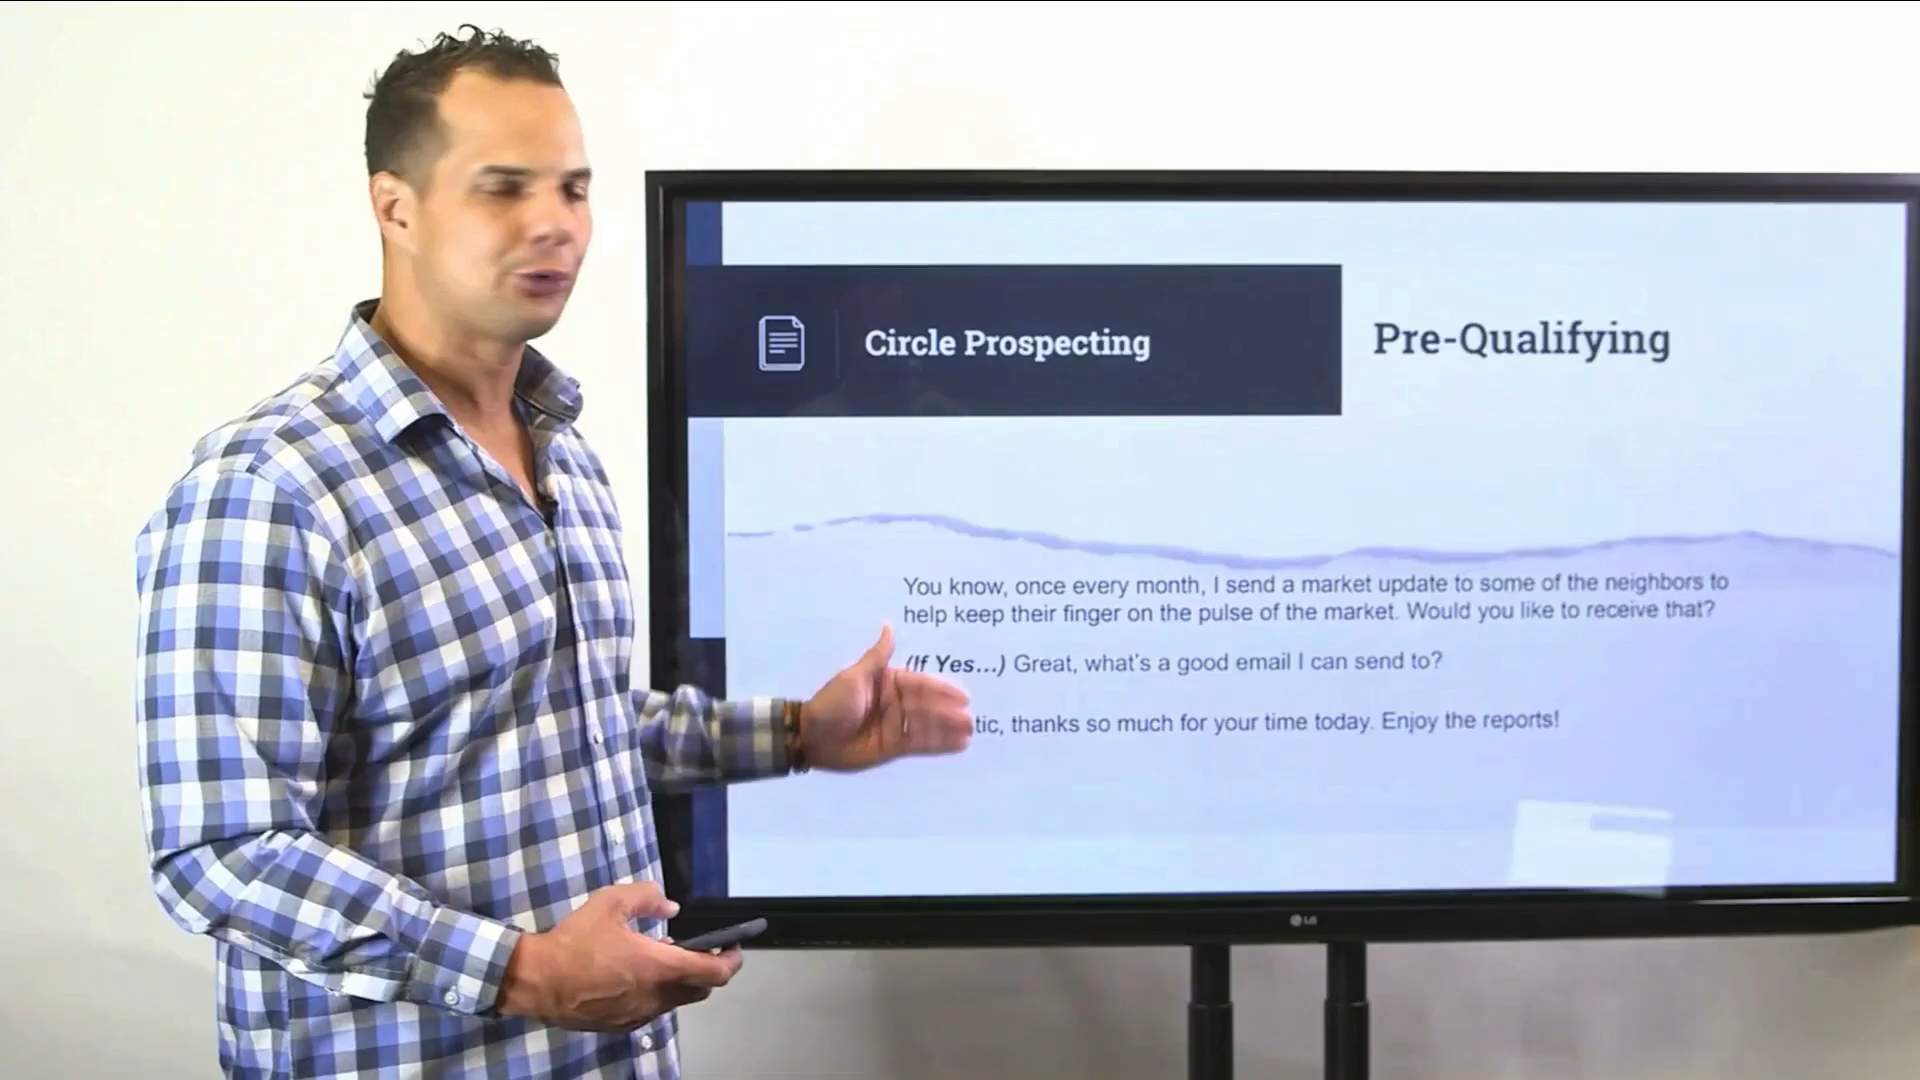 Circle Prospecting
Pre-Qualifying
You know, once every month, I send a market update to some of the neighbors to
help keep their finger on the pulse of the market. Would you like to receive that?
(If Yes...) Great, what's a good email I can send to?
thanks so much for your time today. Enjoy the reports!
LG